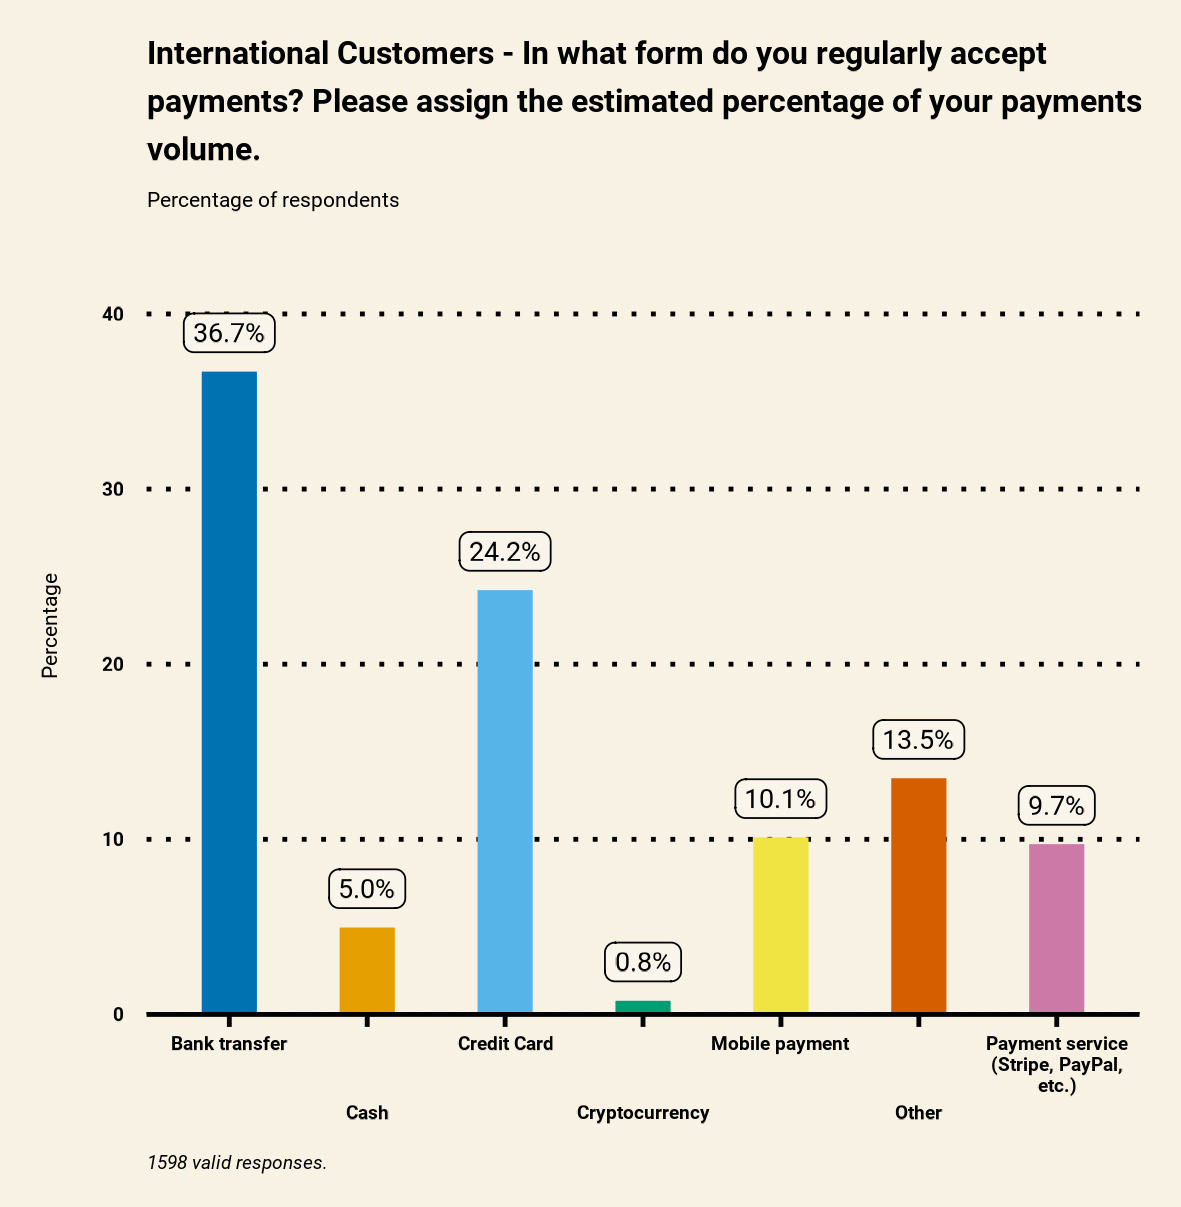 International Customers - In what form do you regularly accept
payments? Please assign the estimated percentage of your payments
volume.
Percentage of respondents
40
36.7%
30
24.2%
Percentage
20
13.5%
10.1%
9.7%
10
5.0%
0.8%
0
Bank transfer
Credit Card
Mobile payment
Payment service
(Stripe, PayPal,
etc.)
Cash
Cryptocurrency
Other
1598 valid responses.